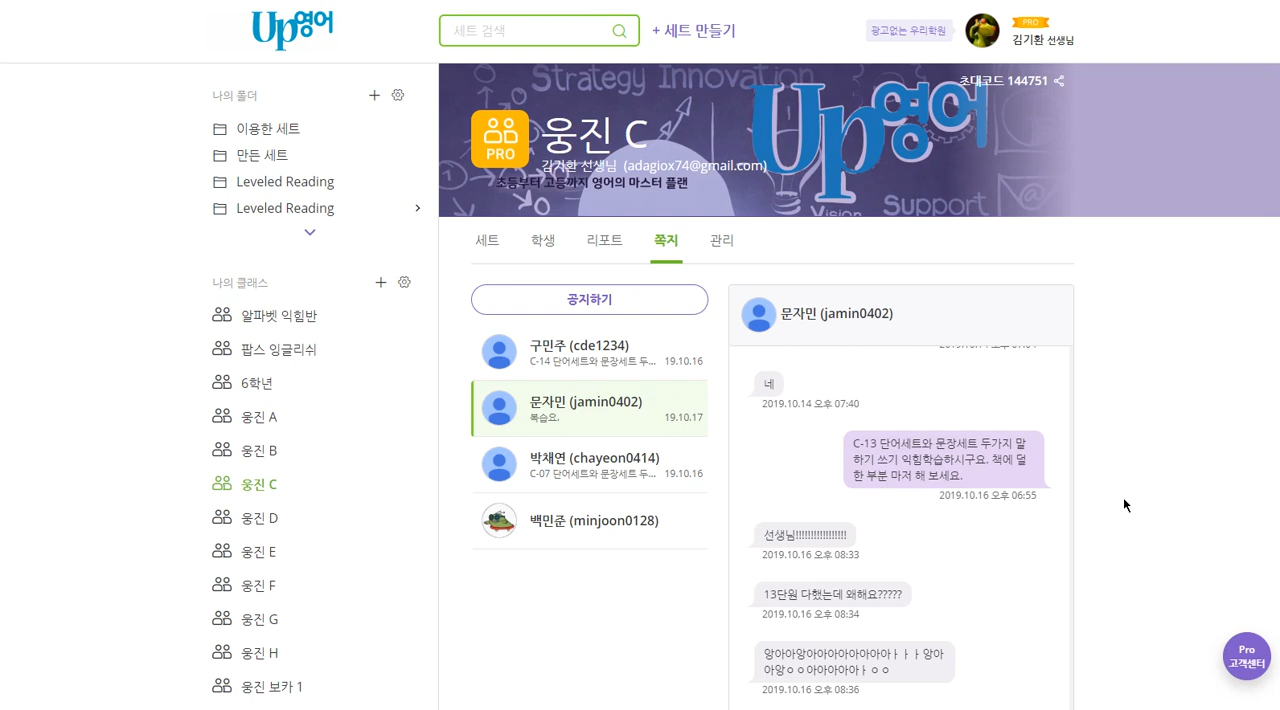 Up영어
세트 검색
+ 세트 만들기
광고없는 우리학원
PRO
김기환 선생님
나의 폴더
이용한 세트
만든 세트
Leveled Reading
Leveled Reading
나의 클래스
알파벳 익힘반
팝스 잉글리쉬
6학년
웅진 A
웅진 B
웅진 C
웅진 D
웅진 E
웅진 F
웅진 G
웅진 H
웅진 보카 1
Strategy Innovation
초대코드 144751
Up영어
PRO
웅진 C
김기환 선생님 (adagiox74@gmail.com)
초등부터 고등까지 영어의 마스터 플랜
Vision
Support
세트
학생
리포트
쪽지
관리
공지하기
구민주 (cde1234)
C-14 단어세트와 문장세트 두... 19.10.16
문자민 (jamin0402)
복습요. 19.10.17
박채연 (chayeon0414)
C-07 단어세트와 문장세트 두... 19.10.16
백민준 (minjoon0128)
문자민 (jamin0402)
네
2019.10.14 오후 07:40
C-13 단어세트와 문장세트 두가지 말
하기 쓰기 익힘학습하시구요. 책에 덜
한 부분 마저 해 보세요.
2019.10.16 오후 06:55
선생님!!!!!!!!!!!!!!!!!
2019.10.16 오후 08:33
13단원 다했는데 왜해요?????
2019.10.16 오후 08:34
앙아아앙아아아아아아아아ㅏㅏㅏ앙아
아앙ㅇㅇ아아아아아ㅏㅇㅇ
2019.10.16 오후 08:36
Pro
고객센터